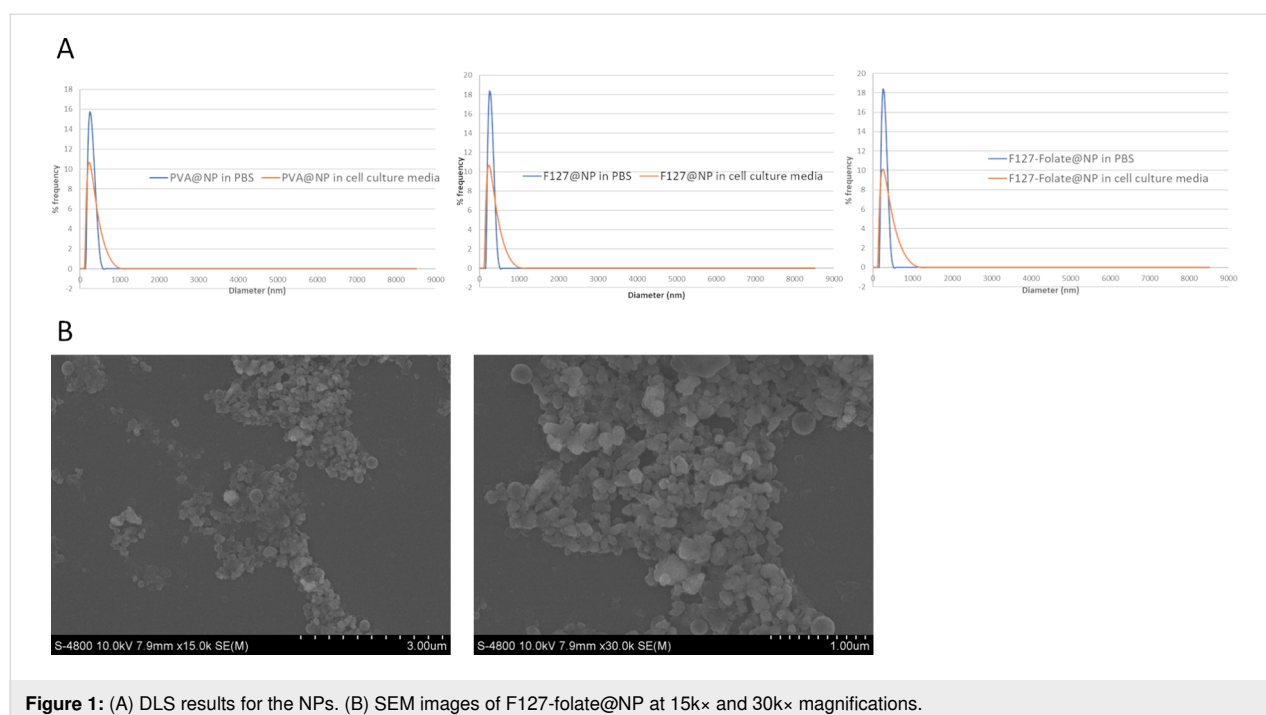 A
18
16
14
12
10
8
6
4
2
0
-2
% frequency
PVA@NP in PBS PVA@NP in cell culture media
0 1000 2000 3000 4000 5000 6000 7000 8000 9000
Diameter (nm)
20
18
16
14
12
10
8
6
4
2
0
-2
% frequency
F127@NP in PBS F127@NP in cell culture media
0 1000 2000 3000 4000 5000 6000 7000 8000 9000
Diameter (nm)
20
18
16
14
12
10
8
6
4
2
0
-2
% frequency
F127-Folate@NP in PBS
F127-Folate@NP in cell culture media
0 1000 2000 3000 4000 5000 6000 7000 8000 9000
Diameter (nm)
B
S-4800 10.0kV 7.9mm x15.0k SE(M) 3.00um
S-4800 10.0kV 7.9mm x30.0k SE(M) 1.00um
Figure 1: (A) DLS results for the NPs. (B) SEM images of F127-folate@NP at 15k× and 30k× magnifications.